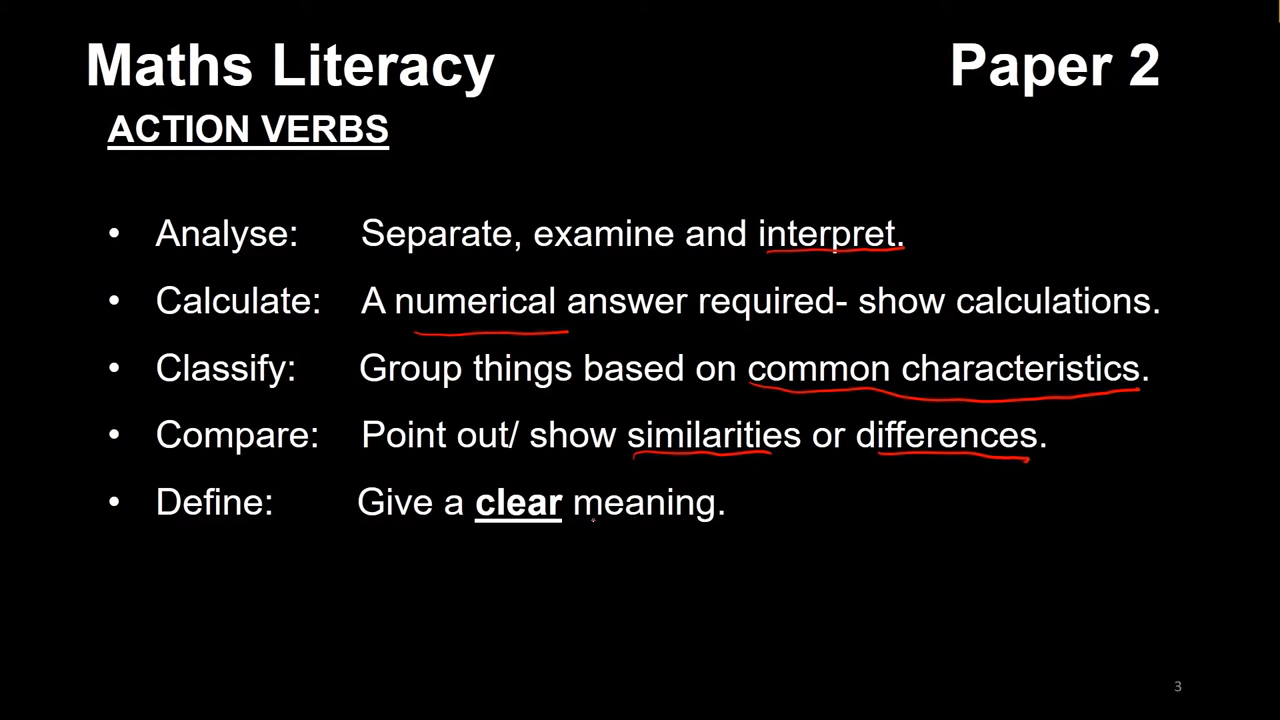 Maths Literacy Paper 2
ACTION VERBS
• Analyse: Separate, examine and interpret.
• Calculate: A numerical answer required- show calculations.
• Classify: Group things based on common characteristics.
• Compare: Point out/ show similarities or differences.
• Define: Give a clear meaning.
3